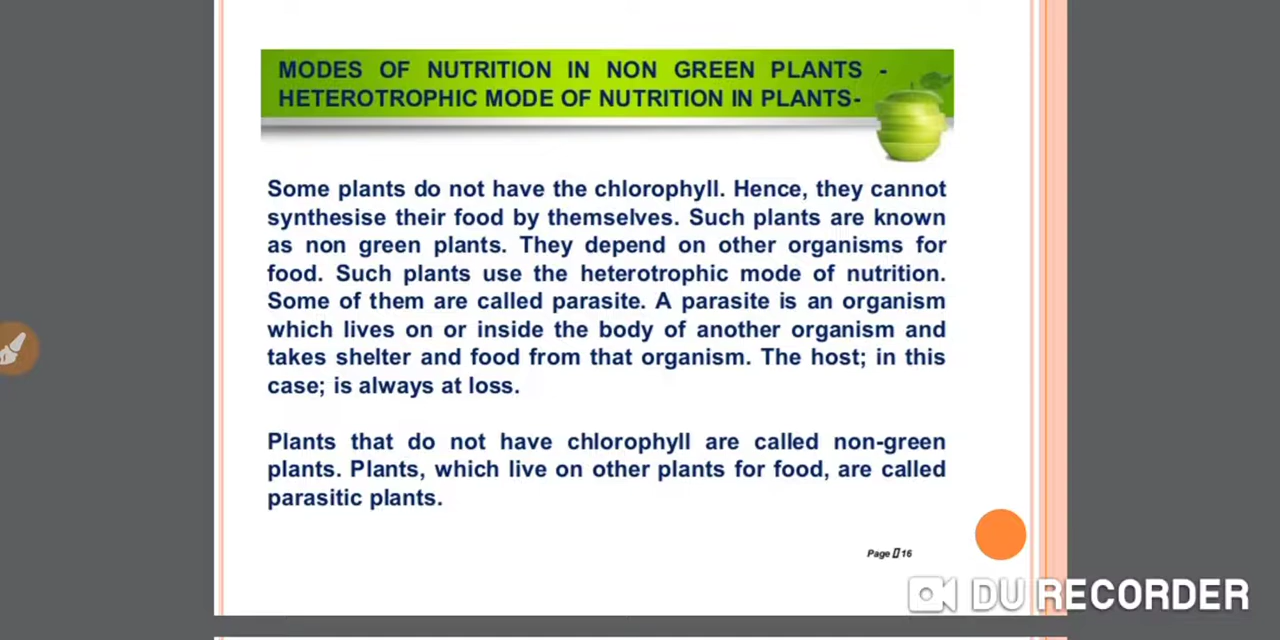 MODES OF NUTRITION IN NON GREEN PLANTS -
HETEROTROPHIC MODE OF NUTRITION IN PLANTS-
Some plants do not have the chlorophyll. Hence, they cannot
synthesise their food by themselves. Such plants are known
as non green plants. They depend on other organisms for
food. Such plants use the heterotrophic mode of nutrition.
Some of them are called parasite. A parasite is an organism
which lives on or inside the body of another organism and
takes shelter and food from that organism. The host; in this
case; is always at loss.
Plants that do not have chlorophyll are called non-green
plants. Plants, which live on other plants for food, are called
parasitic plants.
Page 16
DU RECORDER